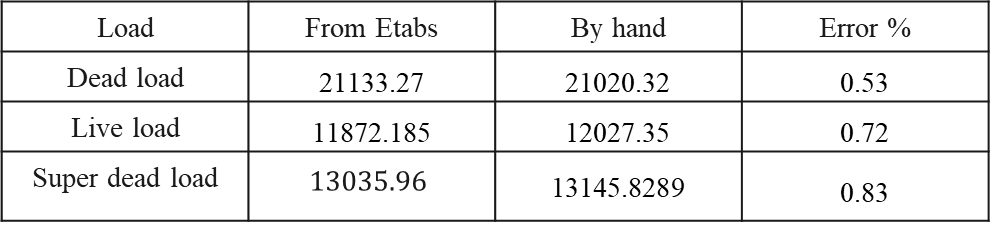 Load From Etabs By hand Error %
Dead load 21133.27 21020.32 0.53
Live load 11872.185 12027.35 0.72
Super dead load 13035.96 13145.8289 0.83